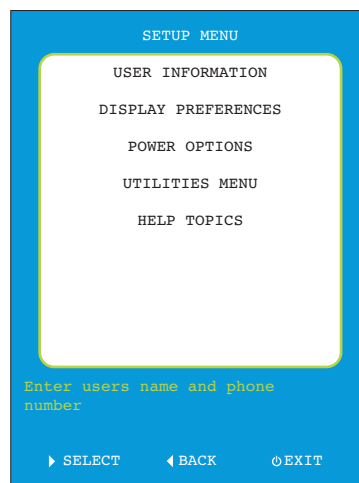 SETUP MENU
USER INFORMATION
DISPLAY PREFERENCES
POWER OPTIONS
UTILITIES MENU
HELP TOPICS
Enter users name and phone
number
SELECT BACK EXIT